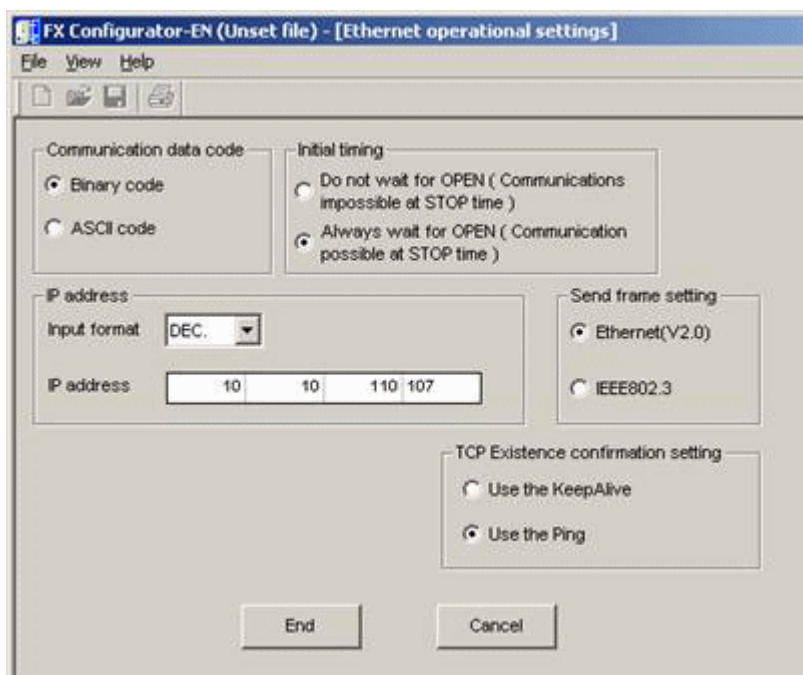 FX Configurator-EN (Unset file) - [Ethernet operational settings]
File View Help
Communication data code
Binary code
ASCII code
Initial timing
Do not wait for OPEN ( Communications
impossible at STOP time )
Always wait for OPEN ( Communication
possible at STOP time )
IP address
Input format DEC.
IP address 10 10 110 107
Send frame setting
Ethernet(V2.0)
IEEE802.3
TCP Existence confirmation setting
Use the KeepAlive
Use the Ping
End Cancel